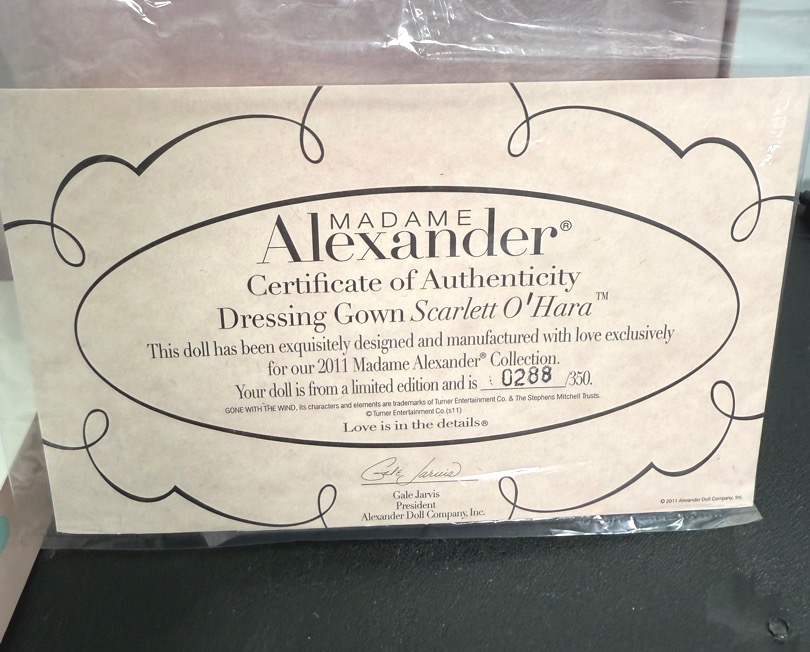 MADAME
Alexander®
Certificate of Authenticity
Dressing Gown Scarlett O'Hara™
This doll has been exquisitely designed and manufactured with love exclusively
for our 2011 Madame Alexander® Collection.
Your doll is from a limited edition and is 0288 /350.
GONE WITH THE WIND, its characters and elements are trademarks of Turner Entertainment Co. & The Stephens Mitchell Trusts.
© Turner Entertainment Co. (s11)
Love is in the details®
Gale Jarvis
Gale Jarvis
President
Alexander Doll Company, Inc.
© 2011 Alexander Doll Company, Inc.